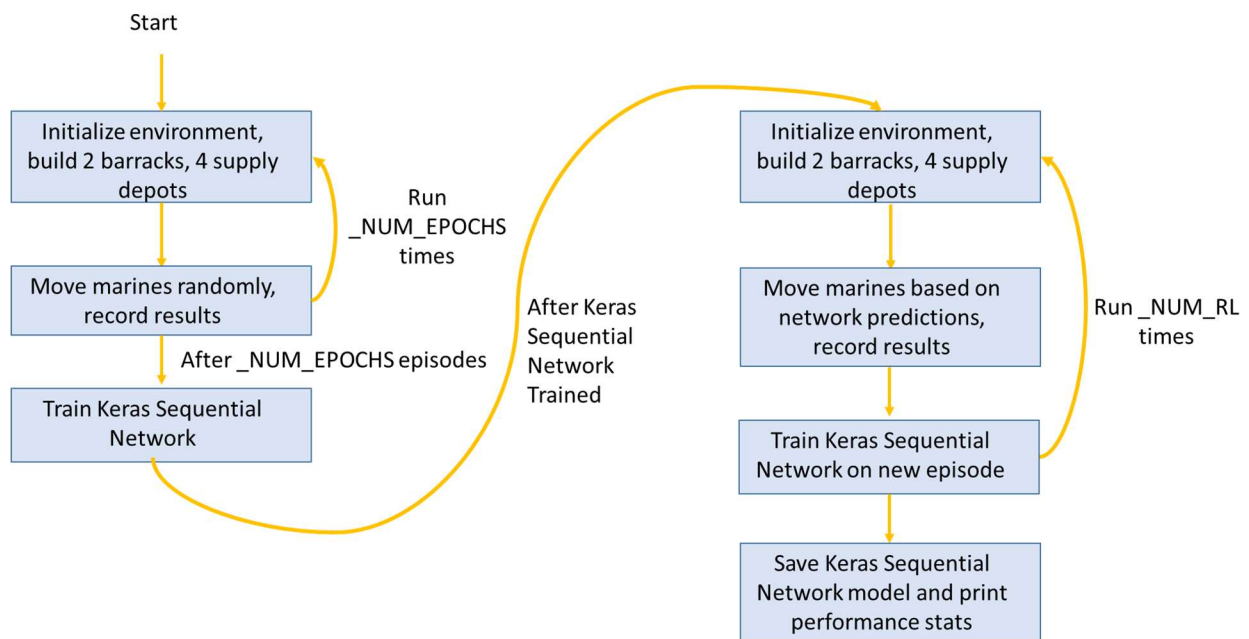 Start
Initialize environment,
build 2 barracks, 4 supply
depots
Run
_NUM_EPOCHS
times
Move marines randomly,
record results
After _NUM_EPOCHS episodes
Train Keras Sequential
Network
After Keras
Sequential
Network
Trained
Initialize environment,
build 2 barracks, 4 supply
depots
Move marines based on
network predictions,
record results
Run _NUM_RL
times
Train Keras Sequential
Network on new episode
Save Keras Sequential
Network model and print
performance stats